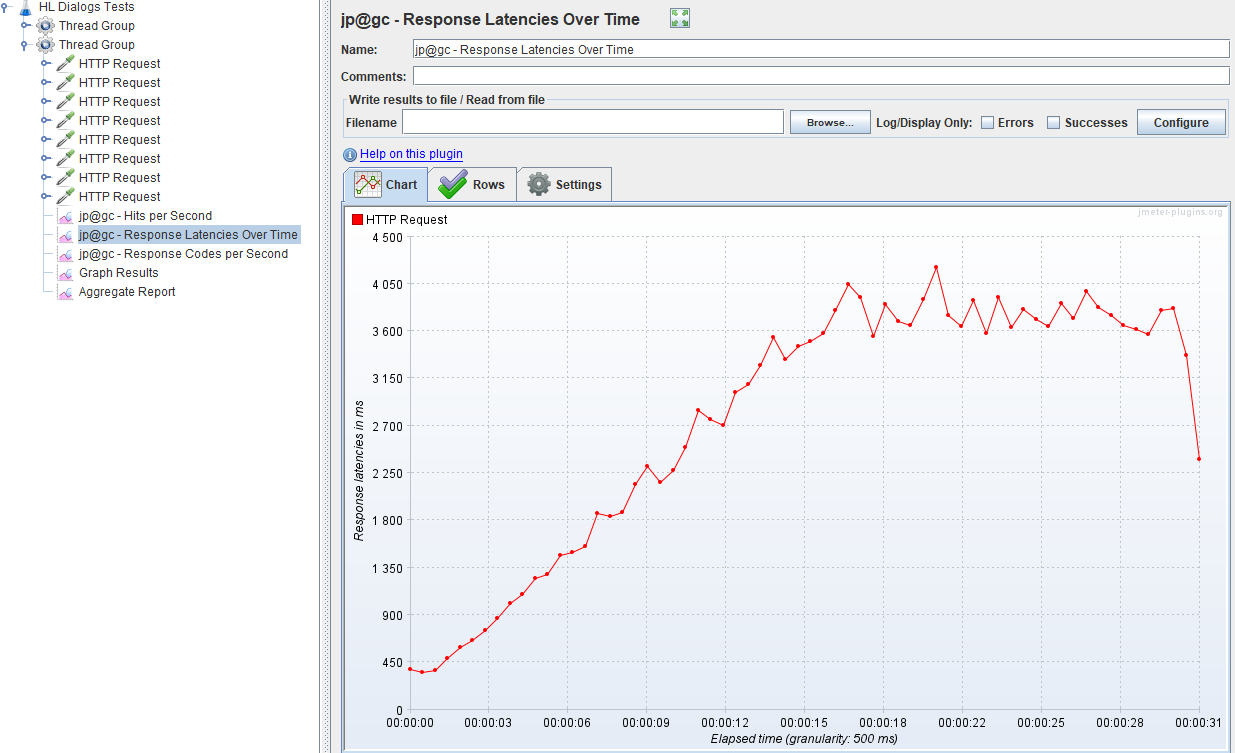 HL Dialogs Tests
Thread Group
Thread Group
HTTP Request
HTTP Request
HTTP Request
HTTP Request
HTTP Request
HTTP Request
HTTP Request
HTTP Request
jp@gc - Hits per Second
jp@gc - Response Latencies Over Time
jp@gc - Response Codes per Second
Graph Results
Aggregate Report
jp@gc - Response Latencies Over Time
Name: jp@gc - Response Latencies Over Time
Comments:
Write results to file / Read from file
Filename Browse... Log/Display Only: Errors Successes Configure
Help on this plugin
Chart Rows Settings
jmeter-plugins.org
HTTP Request
4 500
4 050
3 600
3 150
2 700
2 250
1 800
1 350
900
450
0
Response latencies in ms
00:00:00 00:00:03 00:00:06 00:00:09 00:00:12 00:00:15 00:00:18 00:00:22 00:00:25 00:00:28 00:00:31
Elapsed time (granularity: 500 ms)